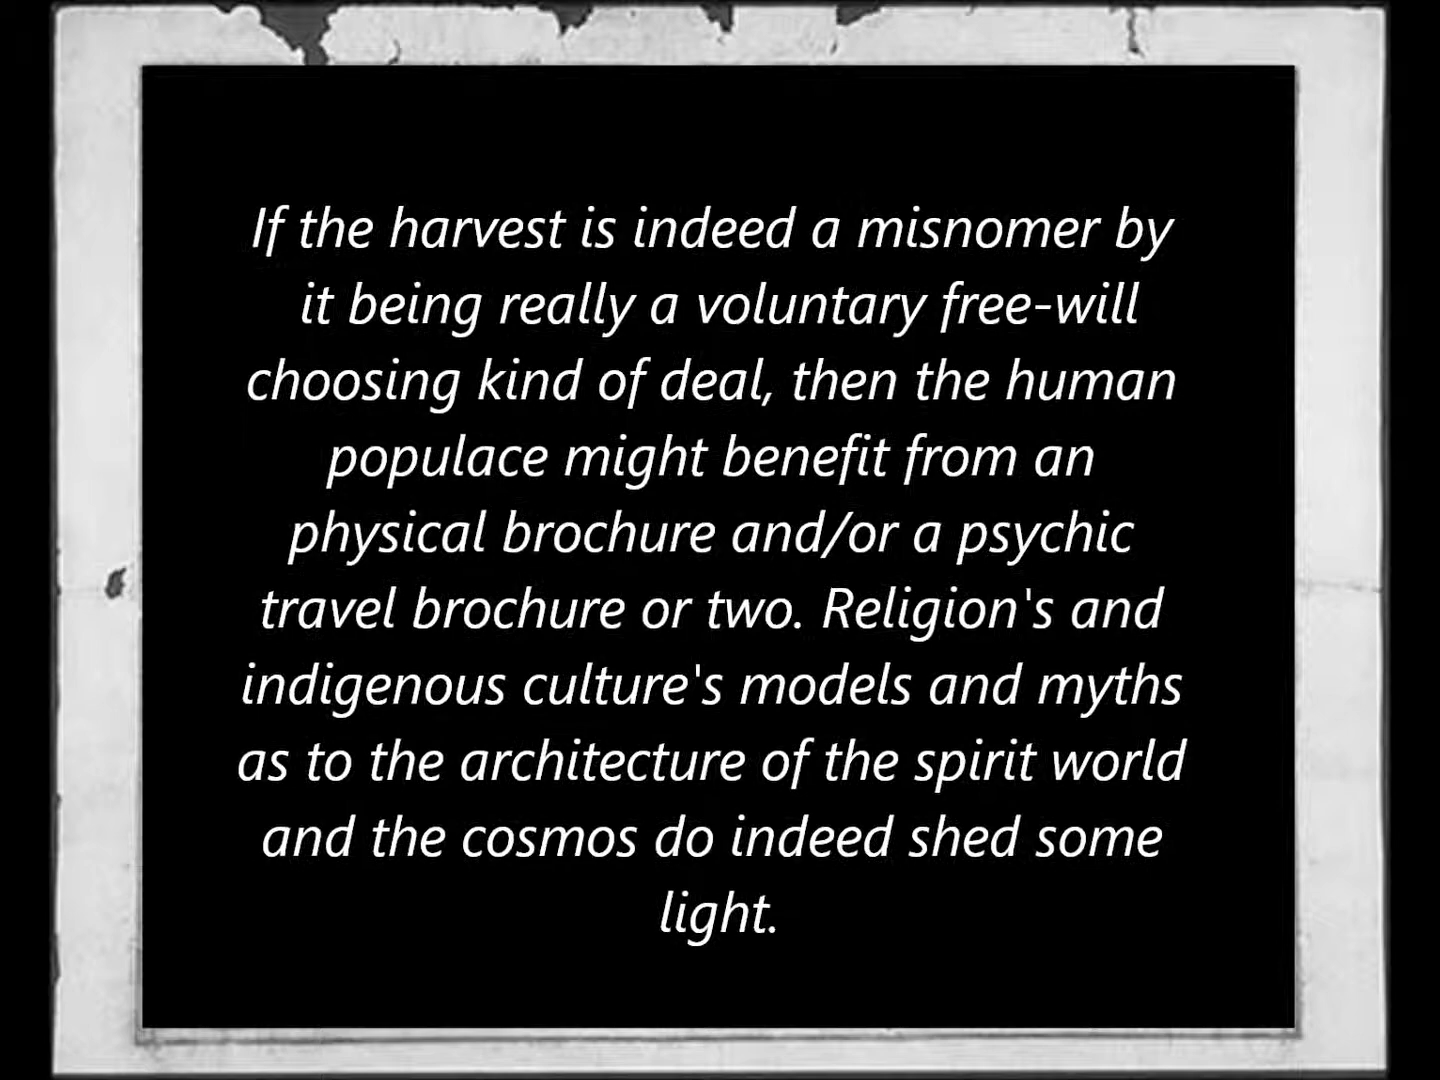 If the harvest is indeed a misnomer by
it being really a voluntary free-will
choosing kind of deal, then the human
populace might benefit from an
physical brochure and/or a psychic
travel brochure or two. Religion's and
indigenous culture's models and myths
as to the architecture of the spirit world
and the cosmos do indeed shed some
light.